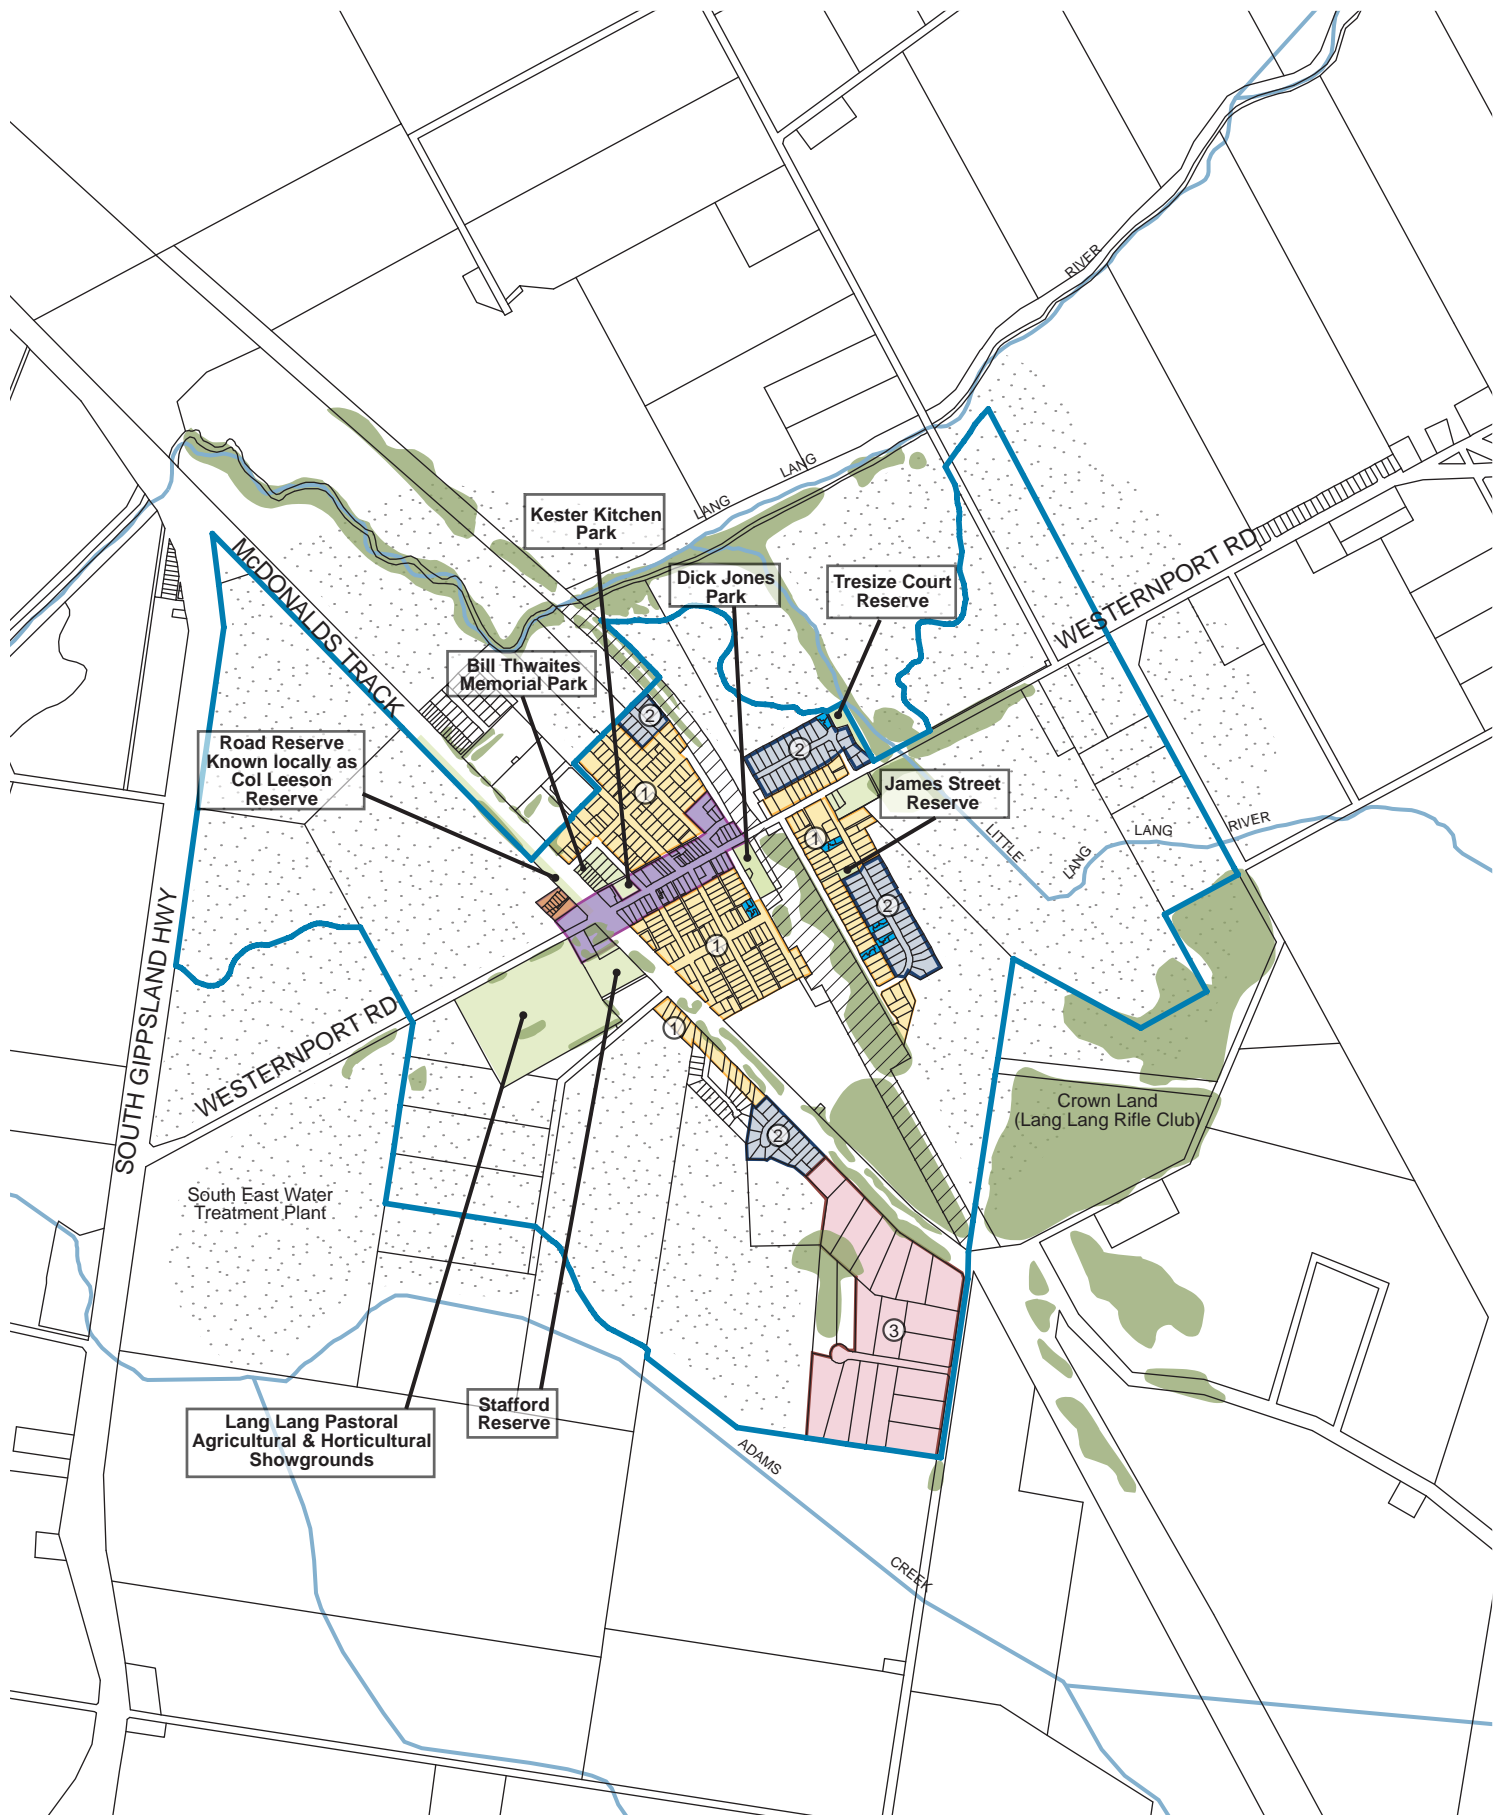 RIVER
LANG
LANG
Kester Kitchen
Park
WESTERNPORT RD
McDONALDS TRACK
Dick Jones
Park
Tresize Court
Reserve
Bill Thwaites
Memorial Park
2
Road Reserve
Known locally as
Col Leeson
Reserve
2
1
James Street
Reserve
1
LITTLE
LANG
LANG
RIVER
2
1
SOUTH GIPPSLAND HWY
WESTERNPORT RD
1
Crown Land
(Lang Lang Rifle Club)
2
South East Water
Treatment Plant
3
Stafford
Reserve
Lang Lang Pastoral
Agricultural & Horticultural
Showgrounds
ADAMS
CREEK